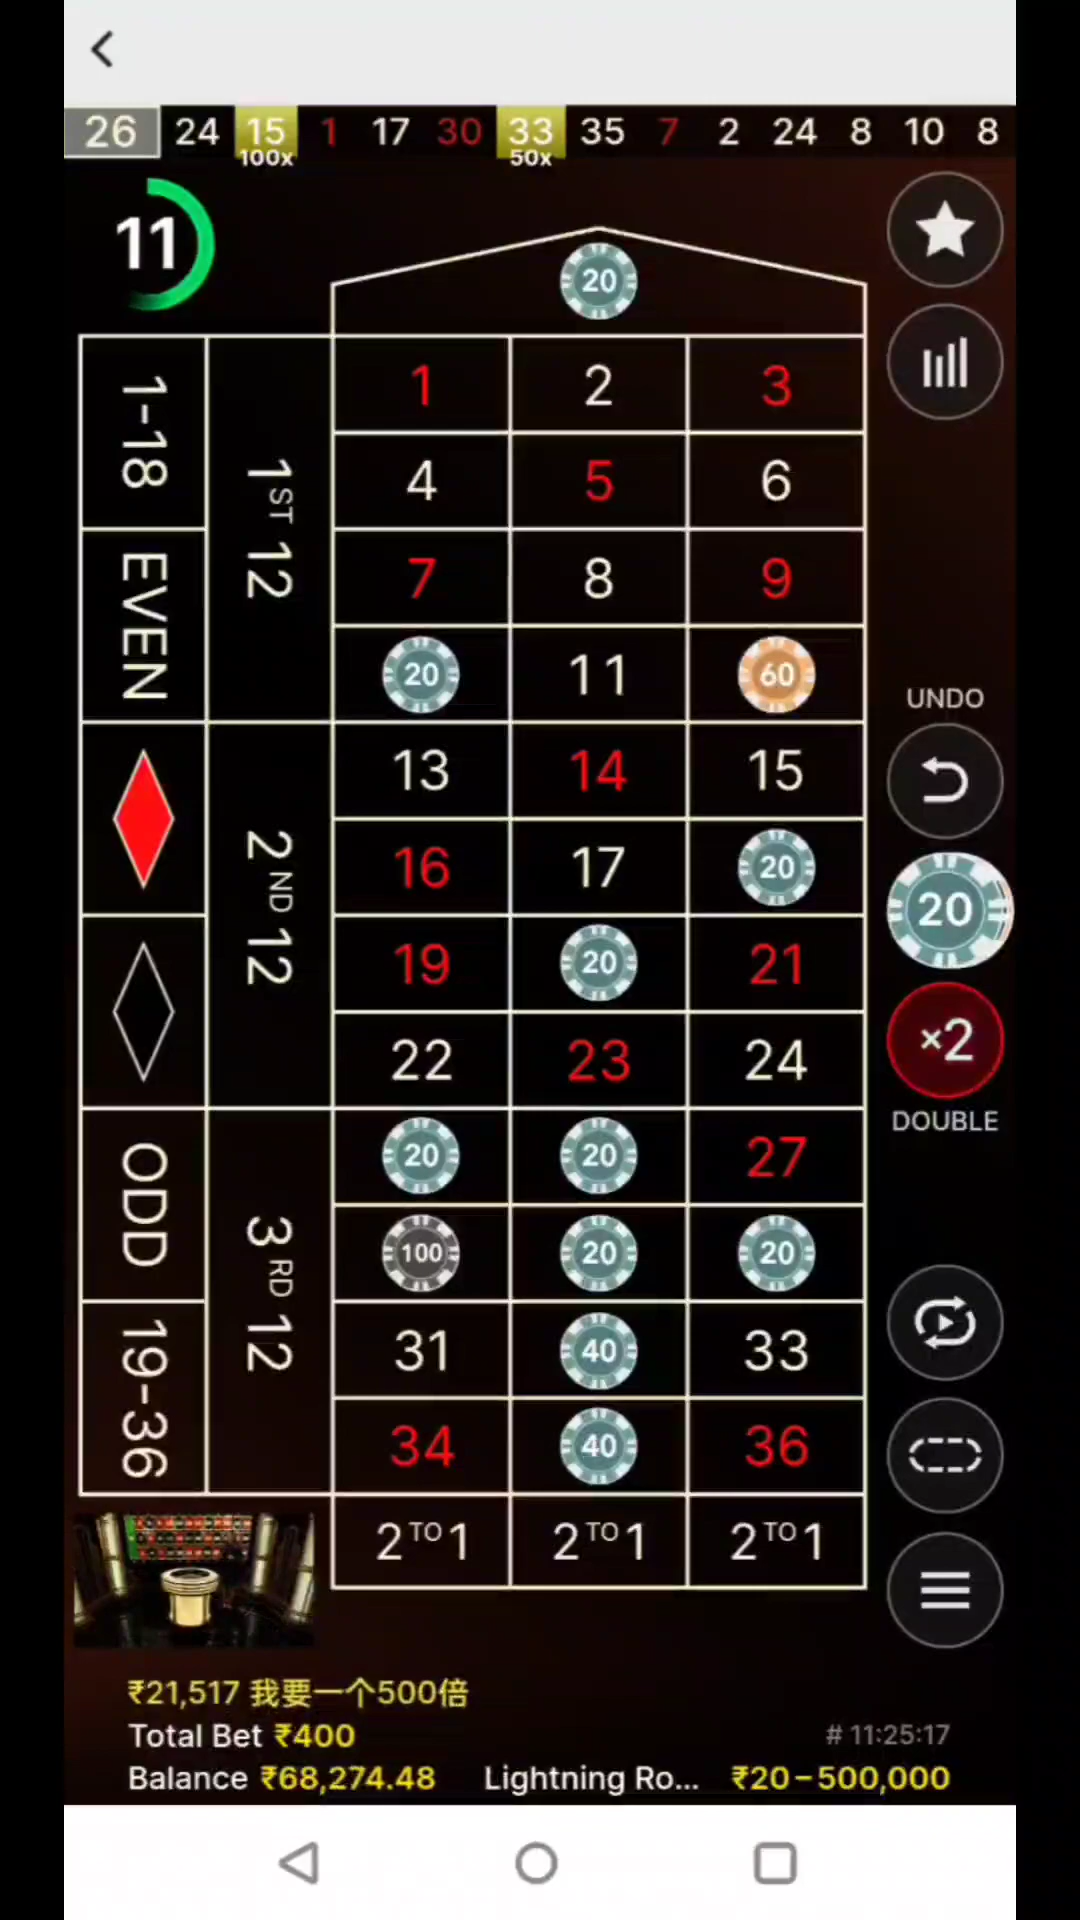 26 24 15 1 17 30 33 35 7 2 24 8 10 8
100x 50x
11
20
1 2 3
4 5 6
7 8 9
20 11 60
13 14 15
16 17 20
19 20 21
22 23 24
20 20 27
100 20 20
31 40 33
34 40 36
2 TO 1 2 TO 1 2 TO 1
1-18
EVEN
ODD
19-36
1ST 12
2ND 12
3RD 12
UNDO
20
×2
DOUBLE
₹21,517 我要一个500倍
Total Bet ₹400 # 11:25:17
Balance ₹68,274.48 Lightning Ro... ₹20–500,000